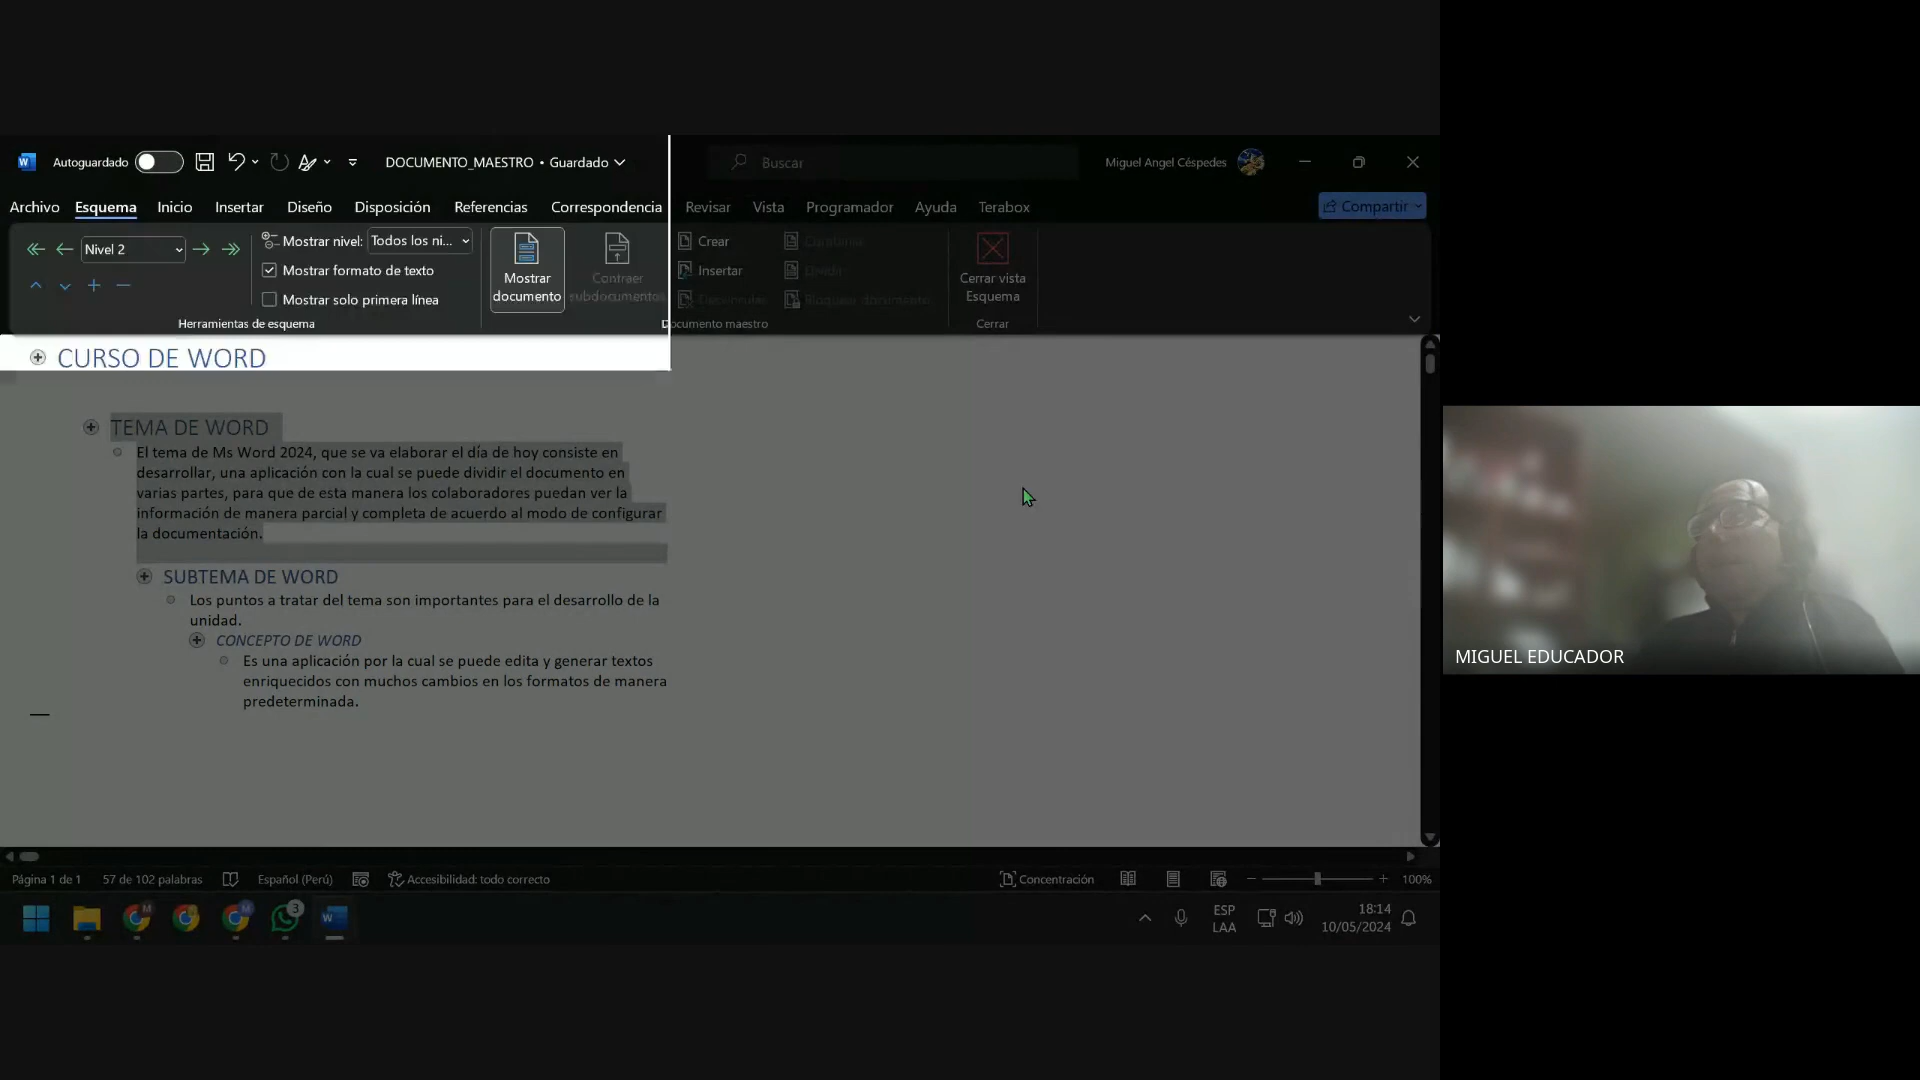 Autoguardado
DOCUMENTO_MAESTRO • Guardado
Buscar
Miguel Angel Céspedes
Archivo Esquema Inicio Insertar Diseño Disposición Referencias Correspondencia Revisar Vista Programador Ayuda Terabox
Compartir
Nivel 2
Mostrar nivel: Todos los ni...
Mostrar formato de texto
Mostrar solo primera línea
Herramientas de esquema
Mostrar
documento
Contraer
subdocumentos
Crear
Insertar
Desvincular
Combinar
Dividir
Bloquear documento
Documento maestro
Cerrar vista
Esquema
Cerrar
CURSO DE WORD
TEMA DE WORD
El tema de Ms Word 2024, que se va elaborar el día de hoy consiste en
desarrollar, una aplicación con la cual se puede dividir el documento en
varias partes, para que de esta manera los colaboradores puedan ver la
información de manera parcial y completa de acuerdo al modo de configurar
la documentación.
SUBTEMA DE WORD
Los puntos a tratar del tema son importantes para el desarrollo de la
unidad.
CONCEPTO DE WORD
Es una aplicación por la cual se puede edita y generar textos
enriquecidos con muchos cambios en los formatos de manera
predeterminada.
MIGUEL EDUCADOR
Página 1 de 1 57 de 102 palabras Español (Perú) Accesibilidad: todo correcto Concentración 100%
3
ESP
LAA
18:14
10/05/2024